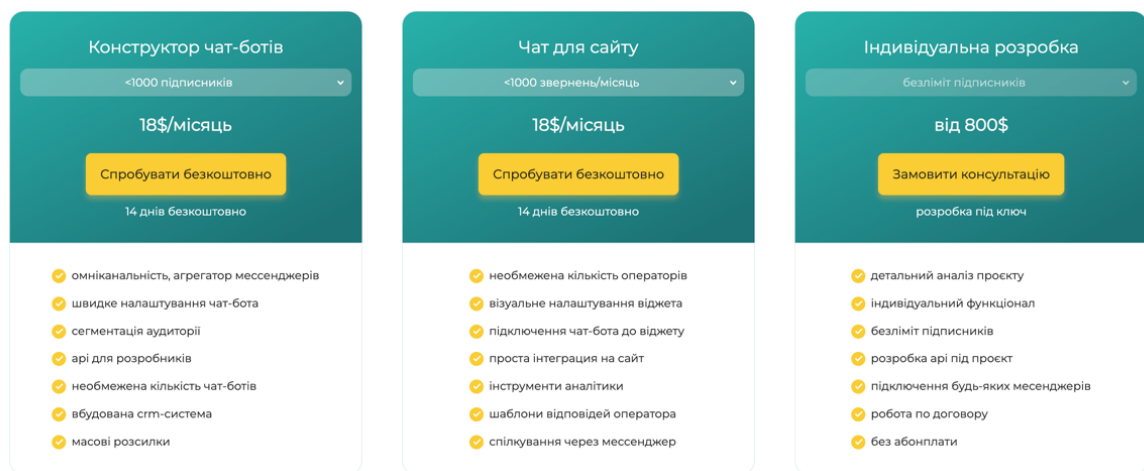 Конструктор чат-ботів
<1000 підписників
18$/місяць
Спробувати безкоштовно
14 днів безкоштовно
омніканальність, агрегатор мессенджерів
швидке налаштування чат-бота
сегментація аудиторії
арі для розробників
необмежена кількість чат-ботів
вбудована crm-система
масові розсилки
Чат для сайту
<1000 звернень/місяць
18$/місяць
Спробувати безкоштовно
14 днів безкоштовно
необмежена кількість операторів
візуальне налаштування віджета
підключення чат-бота до віджету
проста інтеграція на сайт
інструменти аналітики
шаблони відповідей оператора
спілкування через мессенджер
Індивідуальна розробка
безліміт підписників
від 800$
Замовити консультацію
розробка під ключ
детальний аналіз проєкту
індивідуальний функціонал
безліміт підписників
розробка арі під проєкт
підключення будь-яких месенджерів
робота по договору
без абонплати